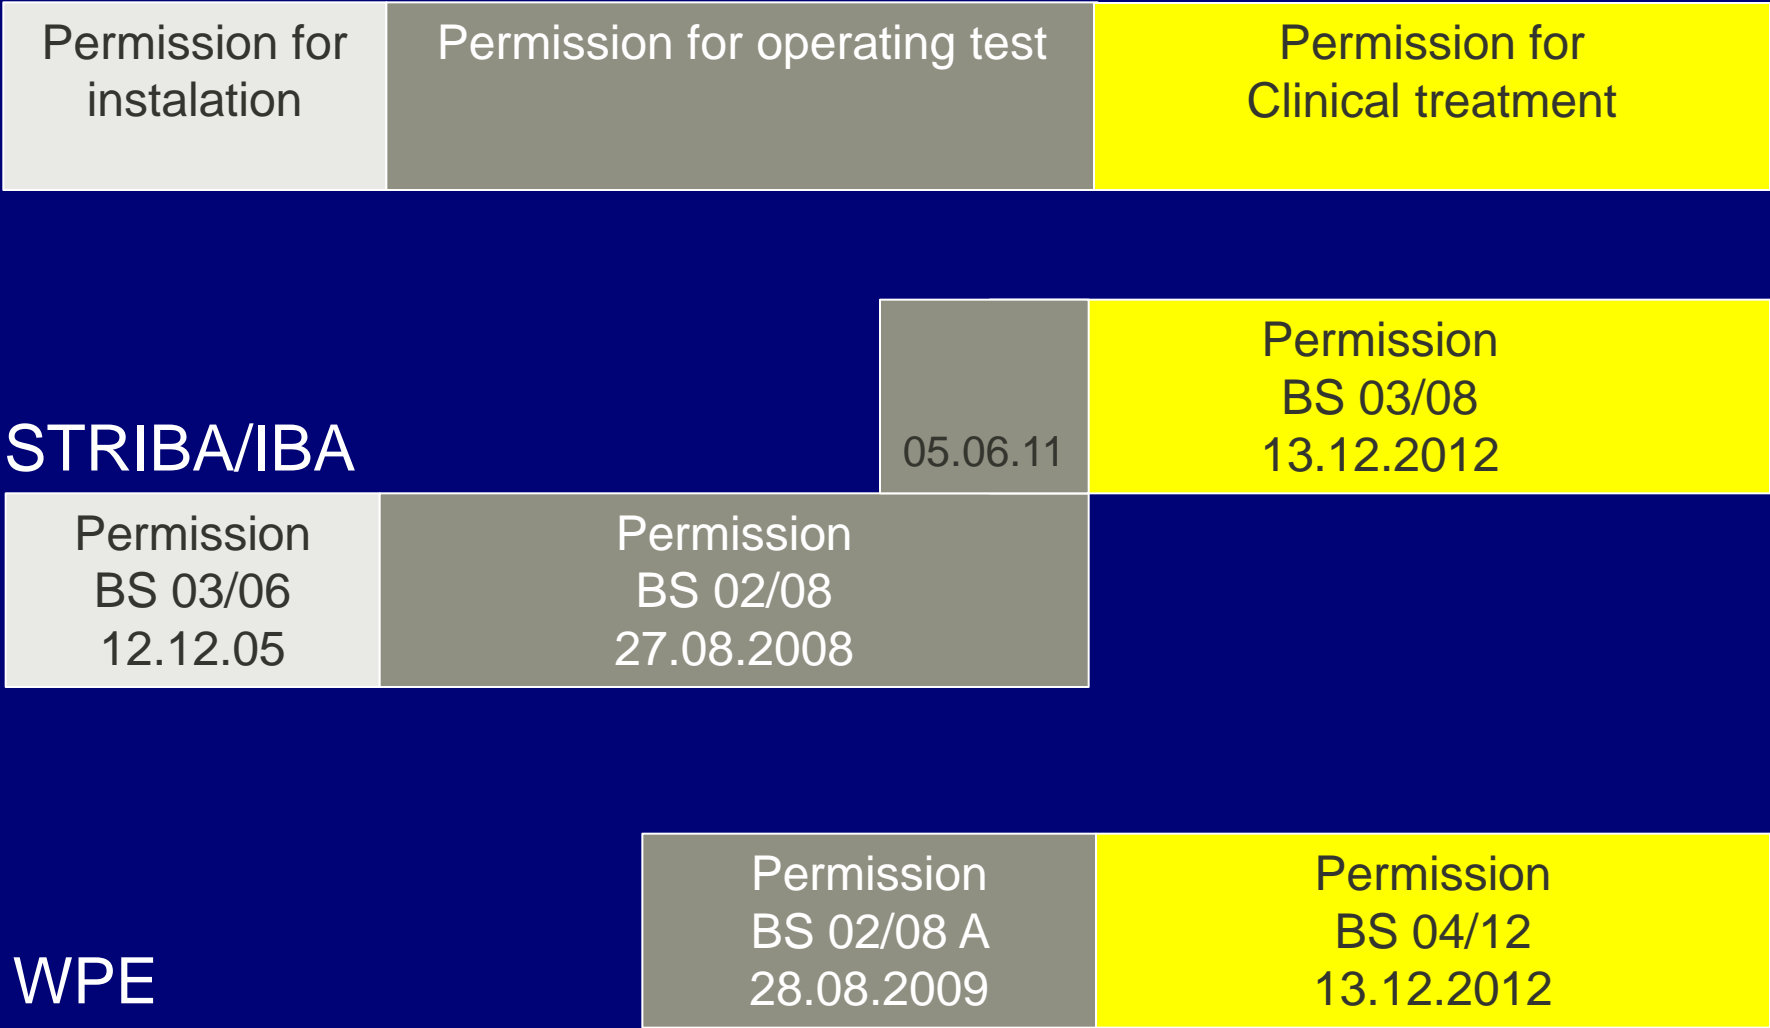 Permission for
instalation
Permission for operating test
Permission for
Clinical treatment
STRIBA/IBA
05.06.11
Permission
BS 03/08
13.12.2012
Permission
BS 03/06
12.12.05
Permission
BS 02/08
27.08.2008
WPE
Permission
BS 02/08 A
28.08.2009
Permission
BS 04/12
13.12.2012